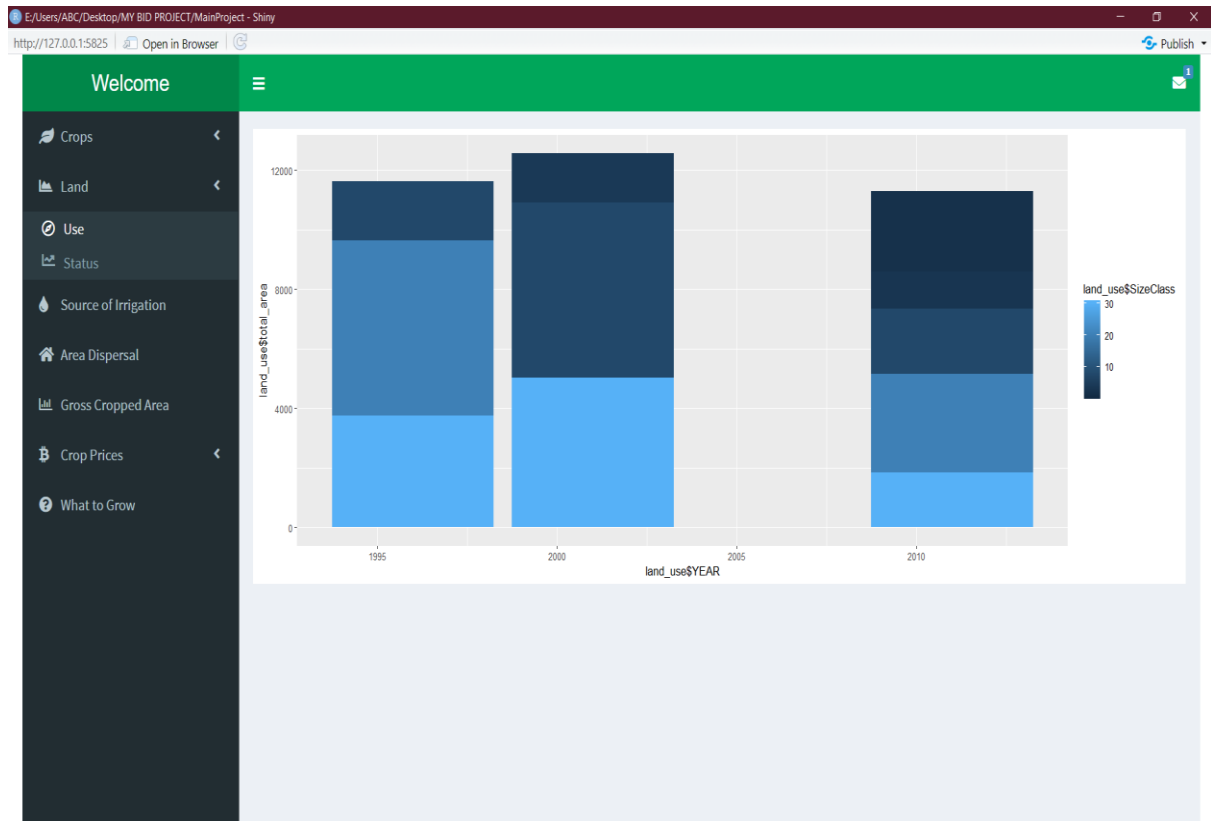 E:/Users/ABC/Desktop/MY BID PROJECT/MainProject - Shiny
http://127.0.0.1:5825 Open in Browser Publish
Welcome
1
Crops
Land
Use
Status
Source of Irrigation
Area Dispersal
Gross Cropped Area
Crop Prices
What to Grow
land_use$total_area
12000
8000
4000
0
1995 2000 2005 2010
land_use$YEAR
land_use$SizeClass
30
20
10